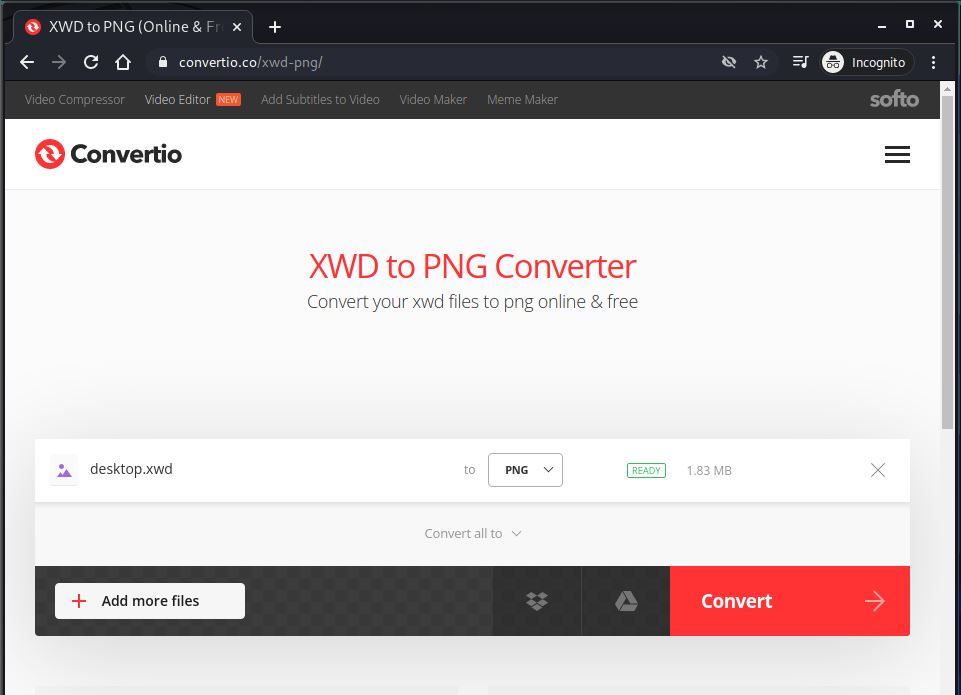 XWD to PNG (Online & Fr
convertio.co/xwd-png/
Incognito
Video Compressor Video Editor NEW Add Subtitles to Video Video Maker Meme Maker softo
Convertio
XWD to PNG Converter
Convert your xwd files to png online & free
desktop.xwd to PNG READY 1.83 MB
Convert all to
Add more files
Convert